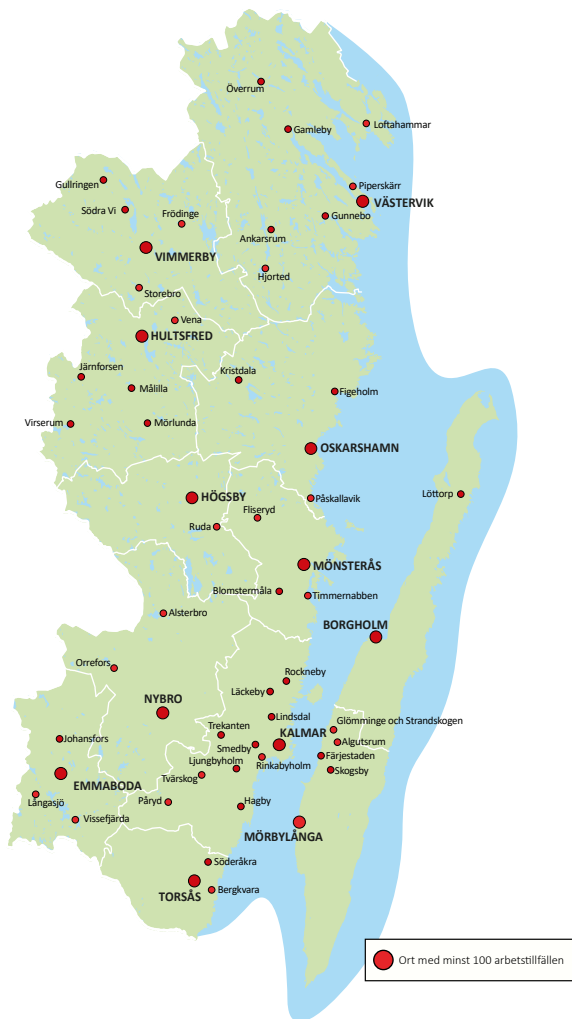 Överrum
Loftahammar
Gamleby
Gullringen
Piperskärr
VÄSTERVIK
Södra Vi
Frödinge
Gunnebo
Ankarsrum
VIMMERBY
Hjorted
Storebro
Vena
HULTSFRED
Järnforsen
Kristdala
Målilla
Figeholm
Virserum
Mörlunda
OSKARSHAMN
HÖGSBY
Påskallavik
Löttorp
Fliseryd
Ruda
MÖNSTERÅS
Blomstermåla
Timmernabben
Alsterbro
BORGHOLM
Orrefors
Rockneby
Läckeby
NYBRO
Lindsdal
Glömminge och Strandskogen
Trekanten
KALMAR
Johansfors
Smedby
Algutsrum
Ljungbyholm
Rinkabyholm
Färjestaden
Tvärskog
Skogsby
EMMABODA
Långasjö
Påryd
Hagby
Vissefjärda
MÖRBYLÅNGA
Söderåkra
TORSÅS
Bergkvara
Ort med minst 100 arbetstillfällen